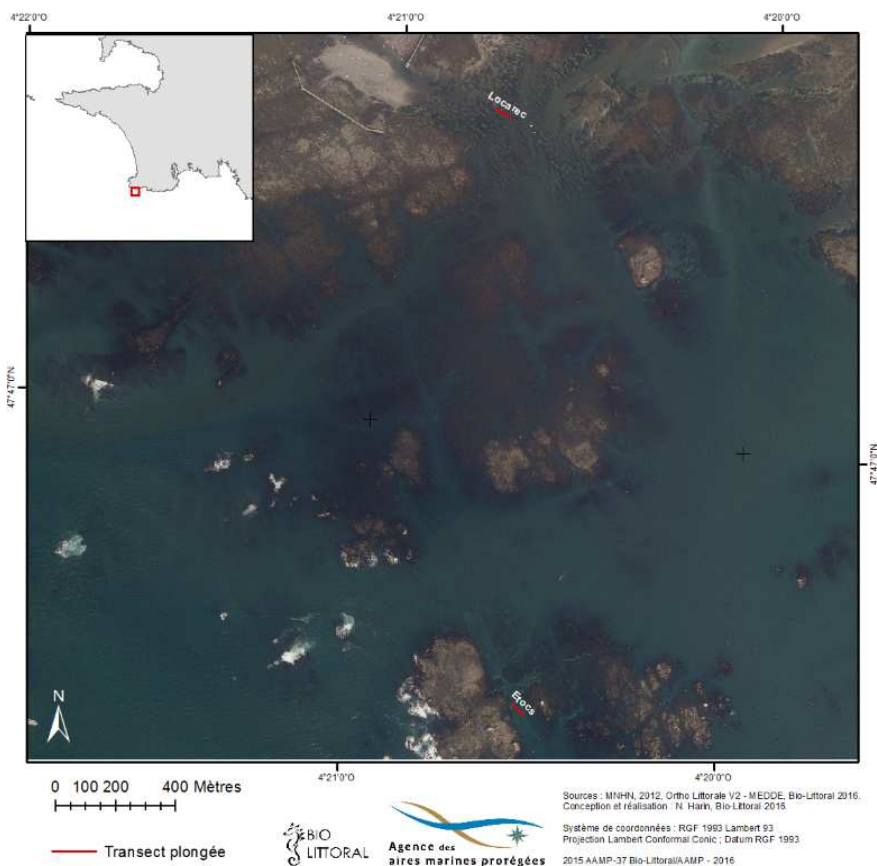 4°22'0"O
4°21'0"O
4°20'0"O
Locarec
47°47'0"N
47°47'0"N
Etocs
N
4°21'0"O
4°20'0"O
0 100 200 400 Mètres
Transect plongée
BIO
LITTORAL
Agence des
aires marines protégées
Sources : MNHN, 2012, Ortho Littorale V2 - MEDDE, Bio-Littoral 2016.
Conception et réalisation : N. Harin, Bio-Littoral 2016.
Système de coordonnées : RGF 1993 Lambert 93
Projection Lambert Conformal Conic ; Datum RGF 1993
2015 AAMP-37 Bio-Littoral/AAMP - 2016